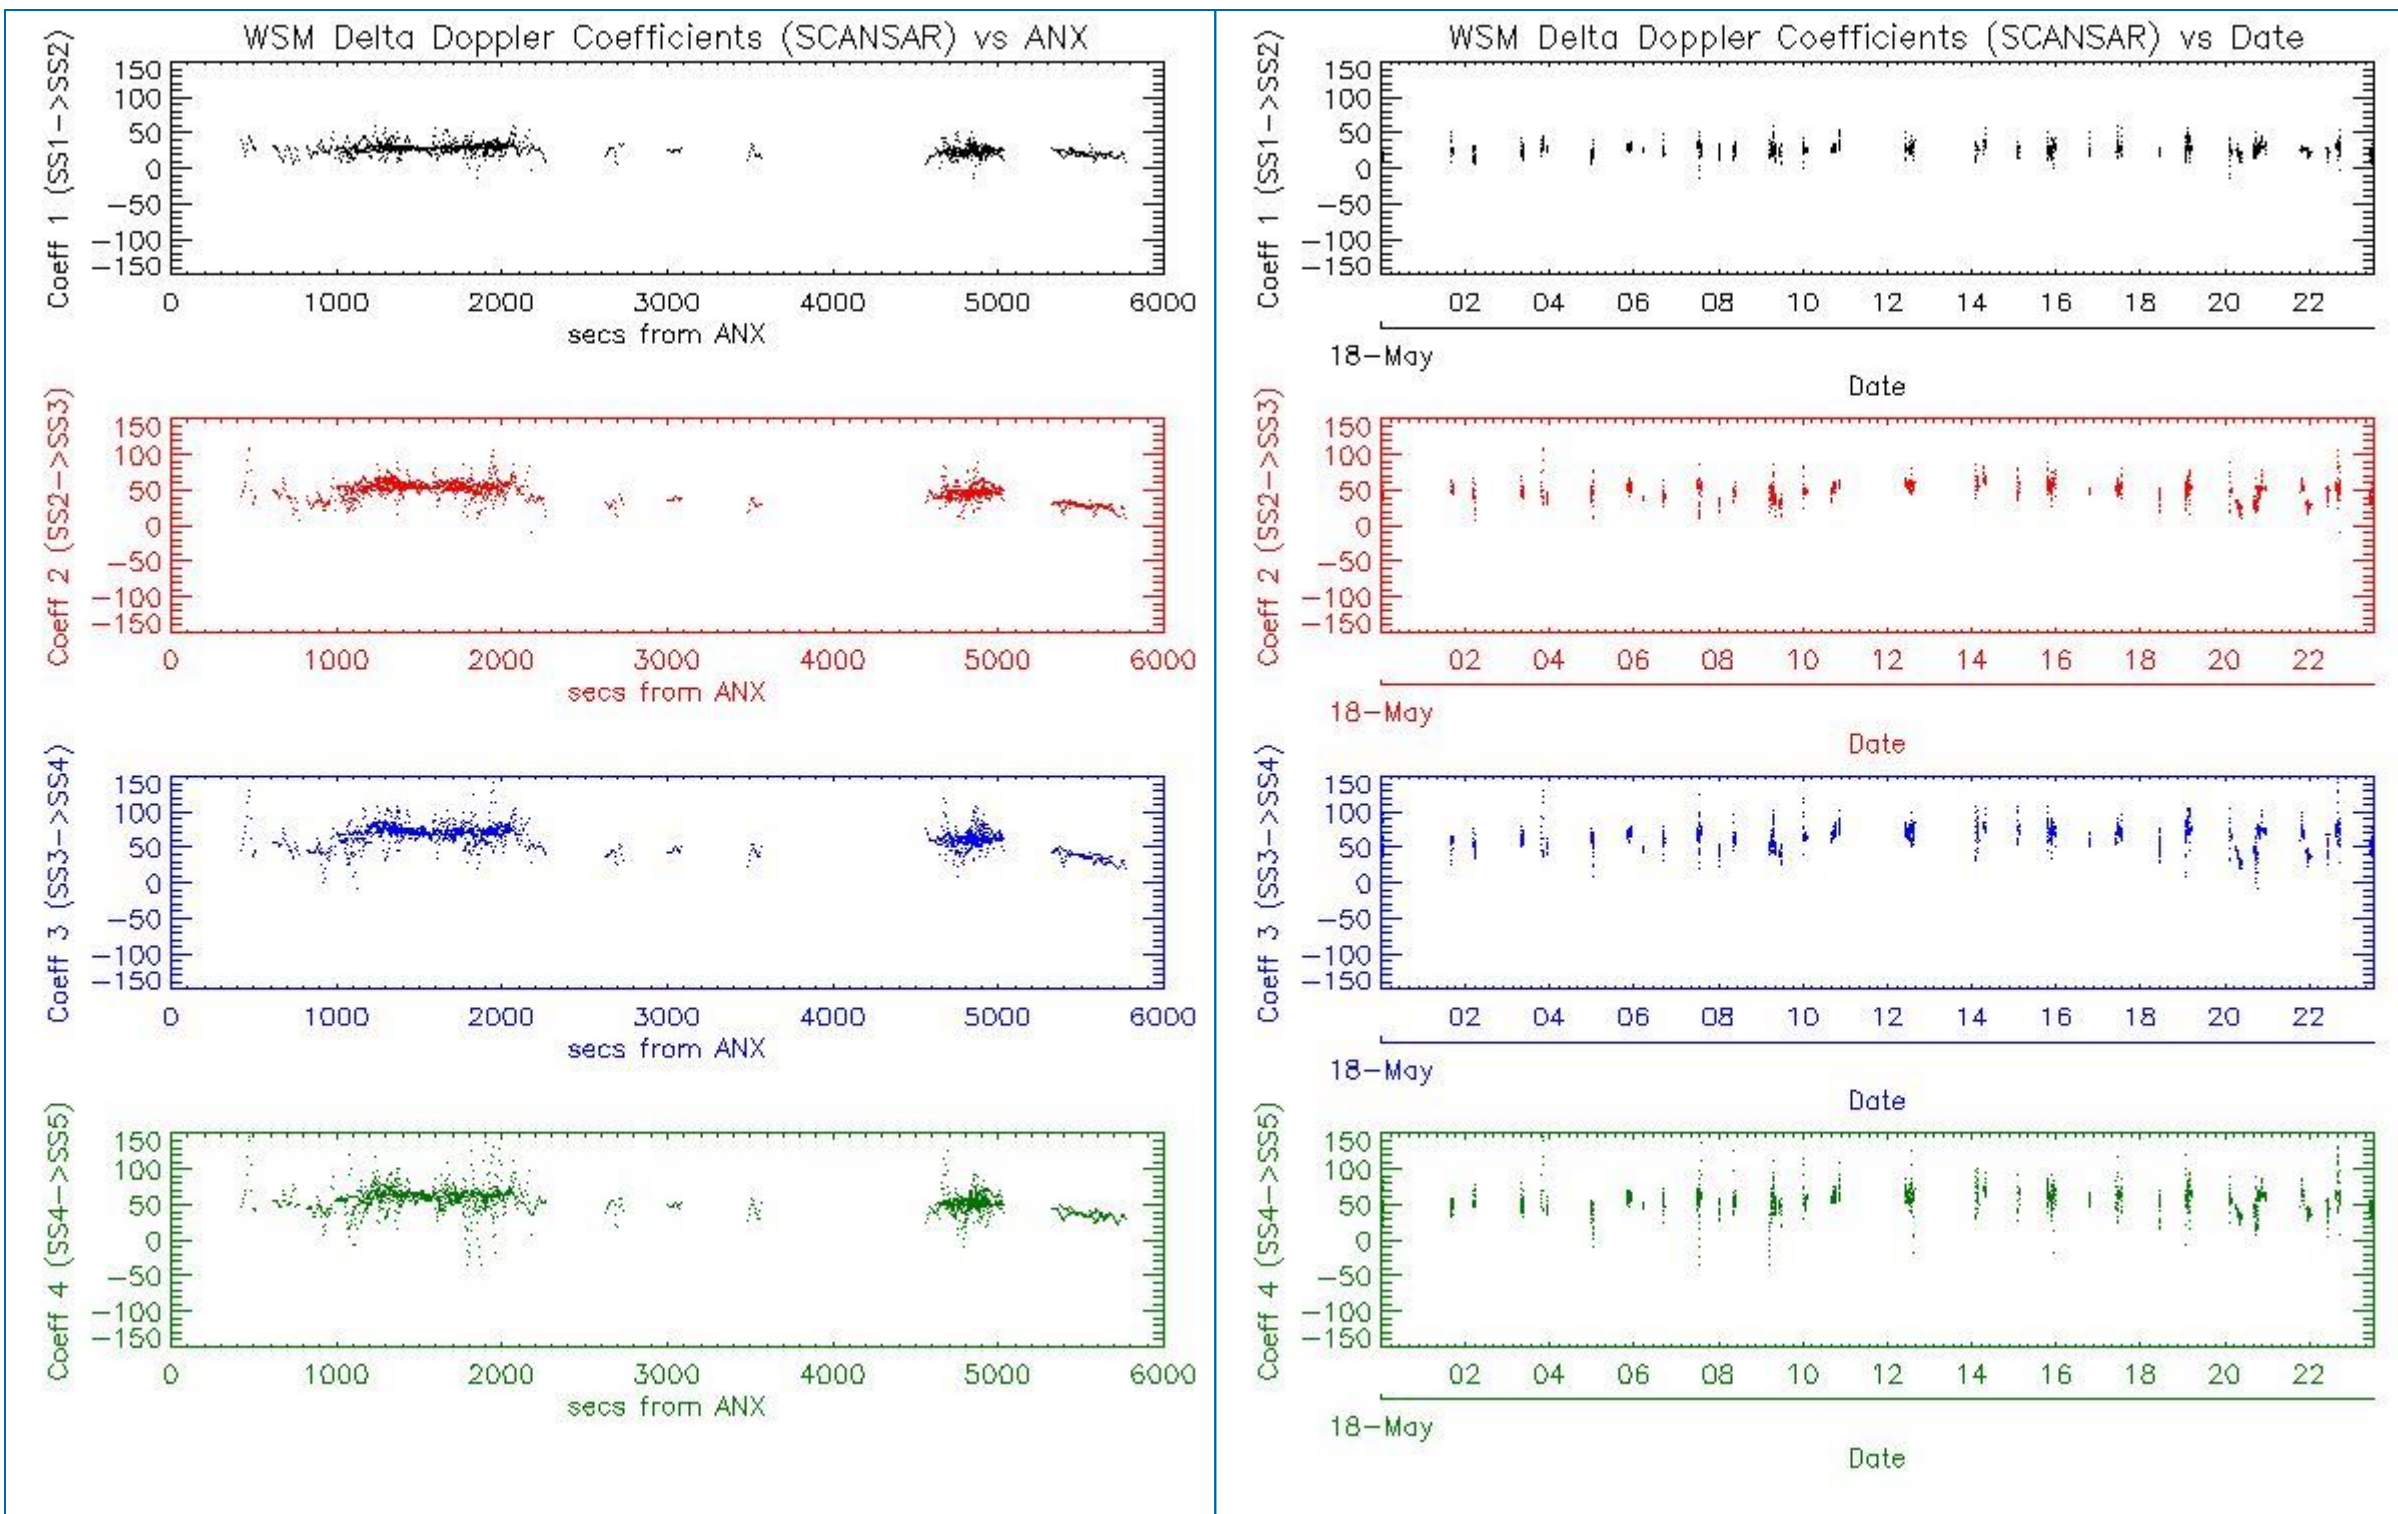 WSM Delta Doppler Coefficients (SCANSAR) vs ANX
Coeff 1 (SS1->SS2)
150
100
50
0
-50
-100
-150
0 1000 2000 3000 4000 5000 6000
secs from ANX
Coeff 2 (SS2->SS3)
150
100
50
0
-50
-100
-150
0 1000 2000 3000 4000 5000 6000
secs from ANX
Coeff 3 (SS3->SS4)
150
100
50
0
-50
-100
-150
0 1000 2000 3000 4000 5000 6000
secs from ANX
Coeff 4 (SS4->SS5)
150
100
50
0
-50
-100
-150
0 1000 2000 3000 4000 5000 6000
secs from ANX
WSM Delta Doppler Coefficients (SCANSAR) vs Date
Coeff 1 (SS1->SS2)
150
100
50
0
-50
-100
-150
02 04 06 08 10 12 14 16 18 20 22
18-May
Date
Coeff 2 (SS2->SS3)
150
100
50
0
-50
-100
-150
02 04 06 08 10 12 14 16 18 20 22
18-May
Date
Coeff 3 (SS3->SS4)
150
100
50
0
-50
-100
-150
02 04 06 08 10 12 14 16 18 20 22
18-May
Date
Coeff 4 (SS4->SS5)
150
100
50
0
-50
-100
-150
02 04 06 08 10 12 14 16 18 20 22
18-May
Date